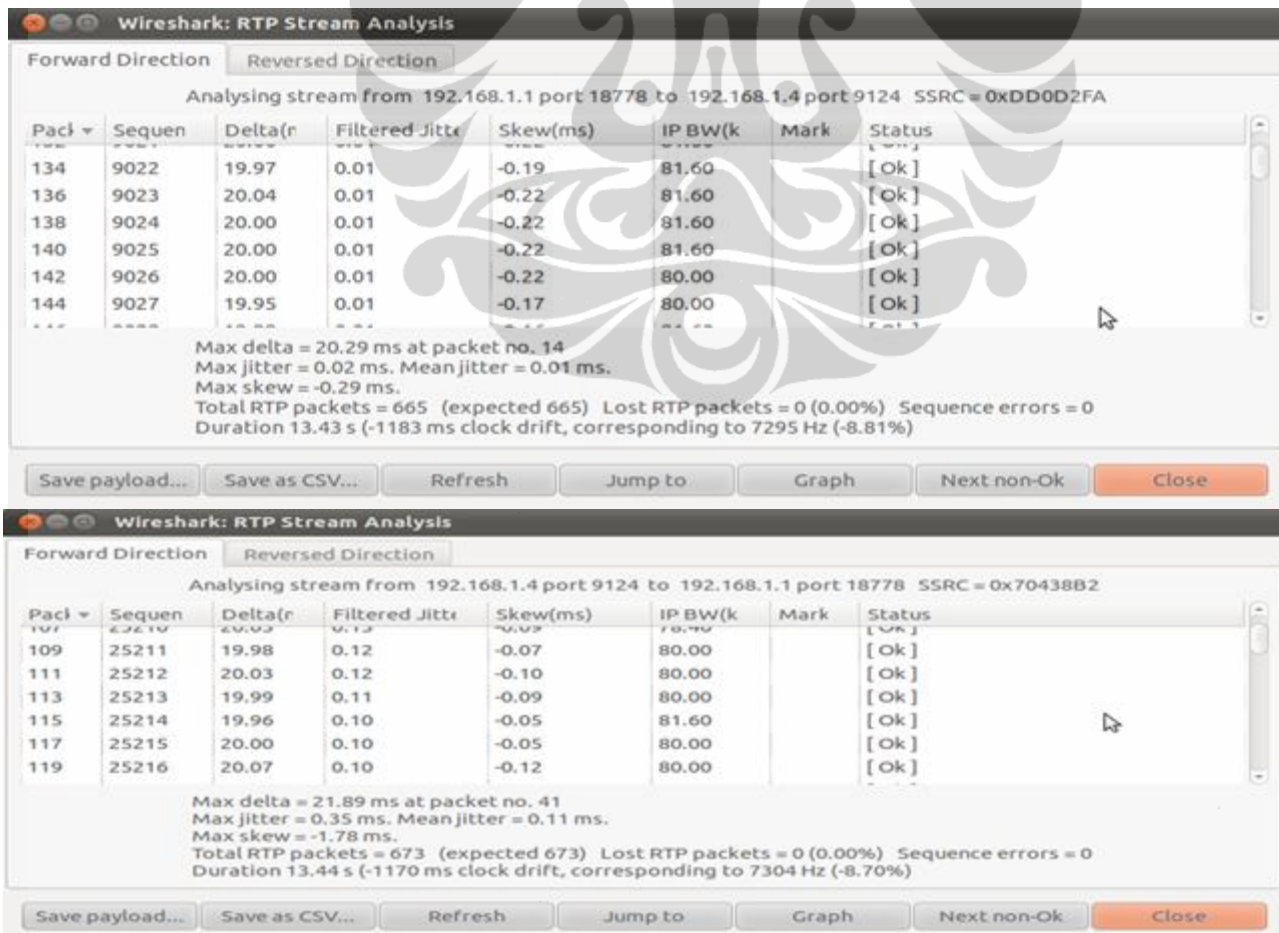 Wireshark: RTP Stream Analysis
Forward Direction Reversed Direction
Analysing stream from 192.168.1.1 port 18778 to 192.168.1.4 port 9124 SSRC = 0xDD0D2FA
Pack Sequen Delta(r Filtered Jitte Skew(ms) IP BW(k Mark Status
134 9022 19.97 0.01 -0.19 81.60 [ Ok ]
136 9023 20.04 0.01 -0.22 81.60 [ Ok ]
138 9024 20.00 0.01 -0.22 81.60 [ Ok ]
140 9025 20.00 0.01 -0.22 81.60 [ Ok ]
142 9026 20.00 0.01 -0.22 80.00 [ Ok ]
144 9027 19.95 0.01 -0.17 80.00 [ Ok ]
Max delta = 20.29 ms at packet no. 14
Max jitter = 0.02 ms. Mean jitter = 0.01 ms.
Max skew = -0.29 ms.
Total RTP packets = 665 (expected 665) Lost RTP packets = 0 (0.00%) Sequence errors = 0
Duration 13.43 s (-1183 ms clock drift, corresponding to 7295 Hz (-8.81%)
Save payload... Save as CSV... Refresh Jump to Graph Next non-Ok Close
Wireshark: RTP Stream Analysis
Forward Direction Reversed Direction
Analysing stream from 192.168.1.4 port 9124 to 192.168.1.1 port 18778 SSRC = 0x70438B2
Pack Sequen Delta(r Filtered Jitte Skew(ms) IP BW(k Mark Status
109 25211 19.98 0.12 -0.07 80.00 [ Ok ]
111 25212 20.03 0.12 -0.10 80.00 [ Ok ]
113 25213 19.99 0.11 -0.09 80.00 [ Ok ]
115 25214 19.96 0.10 -0.05 81.60 [ Ok ]
117 25215 20.00 0.10 -0.05 80.00 [ Ok ]
119 25216 20.07 0.10 -0.12 80.00 [ Ok ]
Max delta = 21.89 ms at packet no. 41
Max jitter = 0.35 ms. Mean jitter = 0.11 ms.
Max skew = -1.78 ms.
Total RTP packets = 673 (expected 673) Lost RTP packets = 0 (0.00%) Sequence errors = 0
Duration 13.44 s (-1170 ms clock drift, corresponding to 7304 Hz (-8.70%)
Save payload... Save as CSV... Refresh Jump to Graph Next non-Ok Close